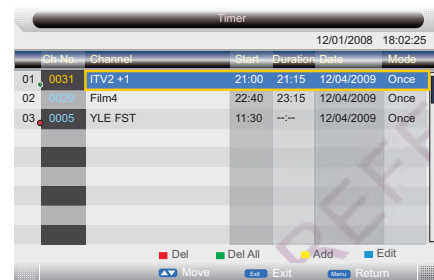 Timer
12/01/2008 18:02:25
Ch No. Channel Start Duration Date Mode
01 0031 ITV2 +1 21:00 21:15 12/04/2009 Once
02 0029 Film4 22:40 23:15 12/04/2009 Once
03 0005 YLE FST 11:30 --:-- 12/04/2009 Once
Del Del All Add Edit
Move Exit Exit Menu Return